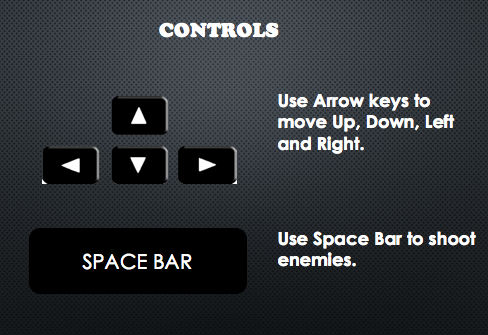 CONTROLS
Use Arrow keys to
move Up, Down, Left
and Right.
SPACE BAR
Use Space Bar to shoot
enemies.